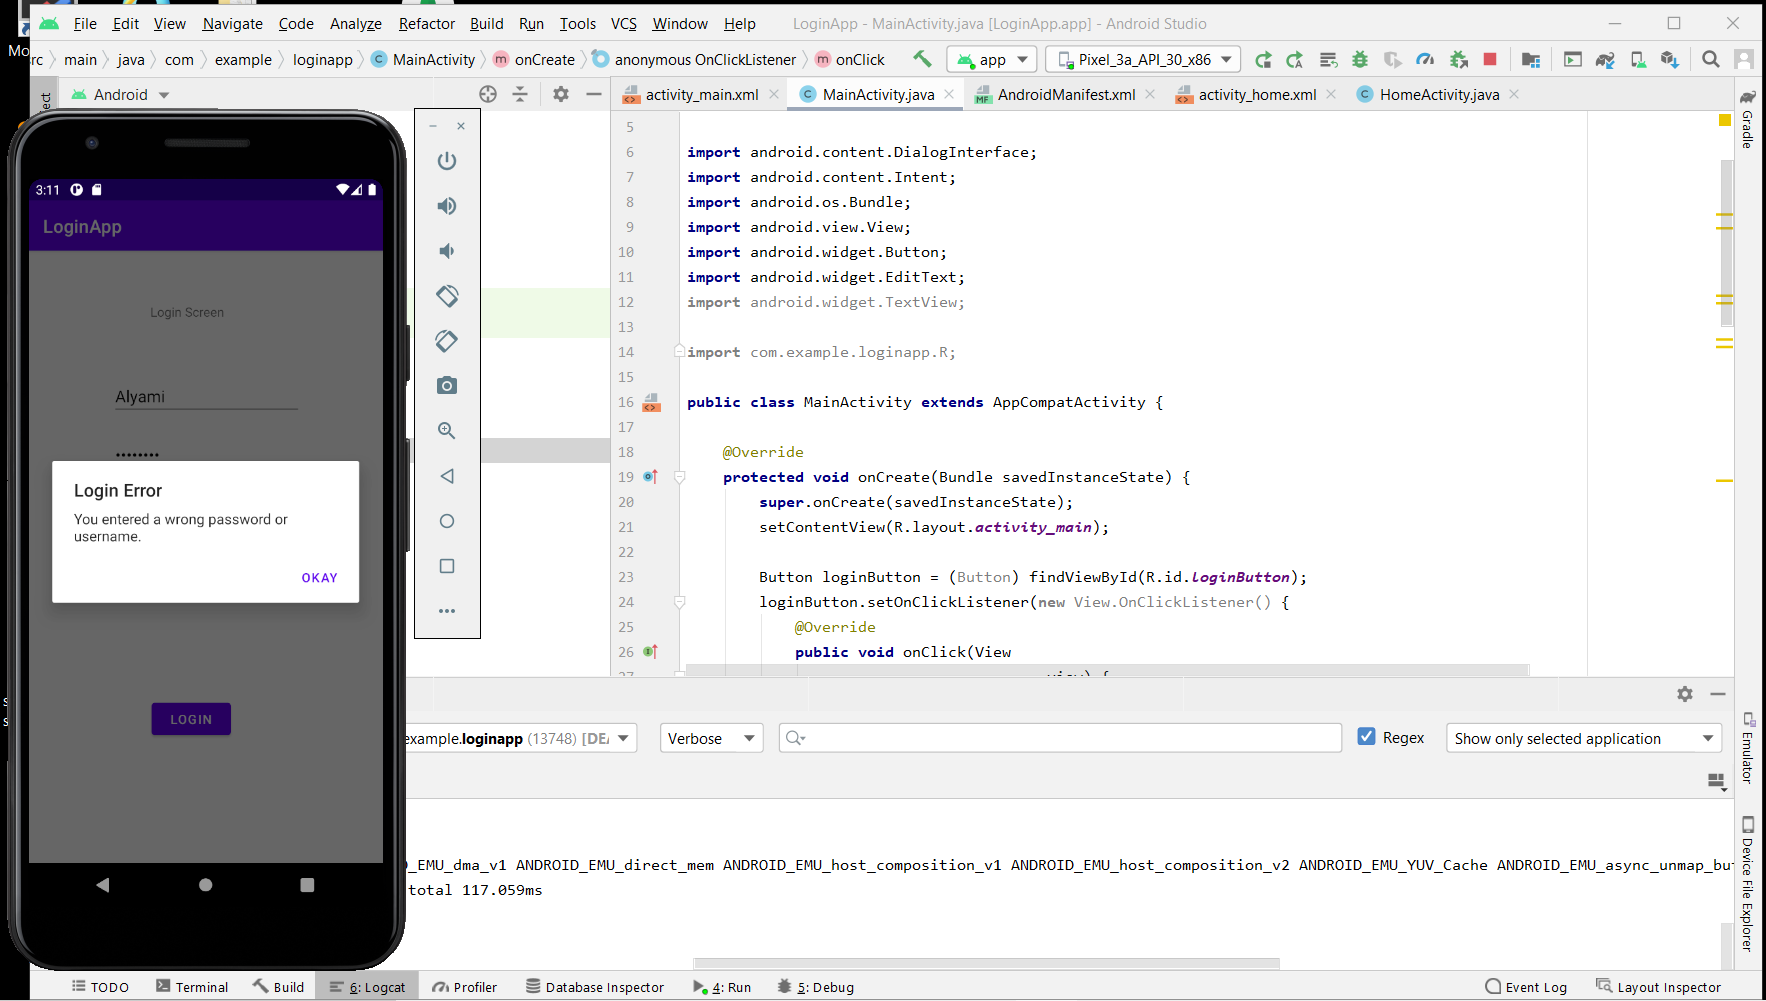 File Edit View Navigate Code Analyze Refactor Build Run Tools VCS Window Help LoginApp - MainActivity.java [LoginApp.app] - Android Studio
main java com example loginapp MainActivity onCreate anonymous OnClickListener onClick app Pixel_3a_API_30_x86
Android
activity_main.xml MainActivity.java AndroidManifest.xml activity_home.xml HomeActivity.java
5
6 import android.content.DialogInterface;
7 import android.content.Intent;
8 import android.os.Bundle;
9 import android.view.View;
10 import android.widget.Button;
11 import android.widget.EditText;
12 import android.widget.TextView;
13
14 import com.example.loginapp.R;
15
16 public class MainActivity extends AppCompatActivity {
17
18 @Override
19 protected void onCreate(Bundle savedInstanceState) {
20 super.onCreate(savedInstanceState);
21 setContentView(R.layout.activity_main);
22
23 Button loginButton = (Button) findViewById(R.id.loginButton);
24 loginButton.setOnClickListener(new View.OnClickListener() {
25 @Override
26 public void onClick(View
27 view) {
3:11
LoginApp
Login Screen
Alyami
••••••••
Login Error
You entered a wrong password or
username.
OKAY
LOGIN
example.loginapp (13748) [DEA Verbose Regex Show only selected application
D_EMU_dma_v1 ANDROID_EMU_direct_mem ANDROID_EMU_host_composition_v1 ANDROID_EMU_host_composition_v2 ANDROID_EMU_YUV_Cache ANDROID_EMU_async_unmap_bu
total 117.059ms
Gradle
Emulator
Device File Explorer
TODO Terminal Build 6: Logcat Profiler Database Inspector 4: Run 5: Debug Event Log Layout Inspector